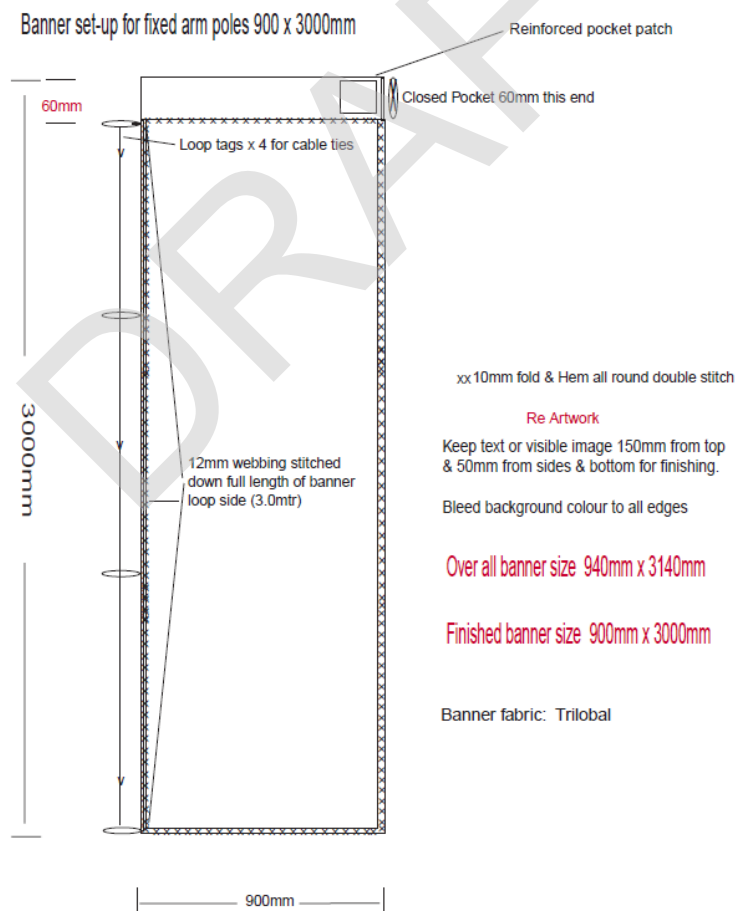 Banner set-up for fixed arm poles 900 x 3000mm
Reinforced pocket patch
60mm
Closed Pocket 60mm this end
Loop tags x 4 for cable ties
DRAF
xx 10mm fold & Hem all round double stitch
Re Artwork
Keep text or visible image 150mm from top
& 50mm from sides & bottom for finishing.
3000mm
12mm webbing stitched
down full length of banner
loop side (3.0mtr)
Bleed background colour to all edges
Over all banner size 940mm x 3140mm
Finished banner size 900mm x 3000mm
Banner fabric: Trilobal
900mm